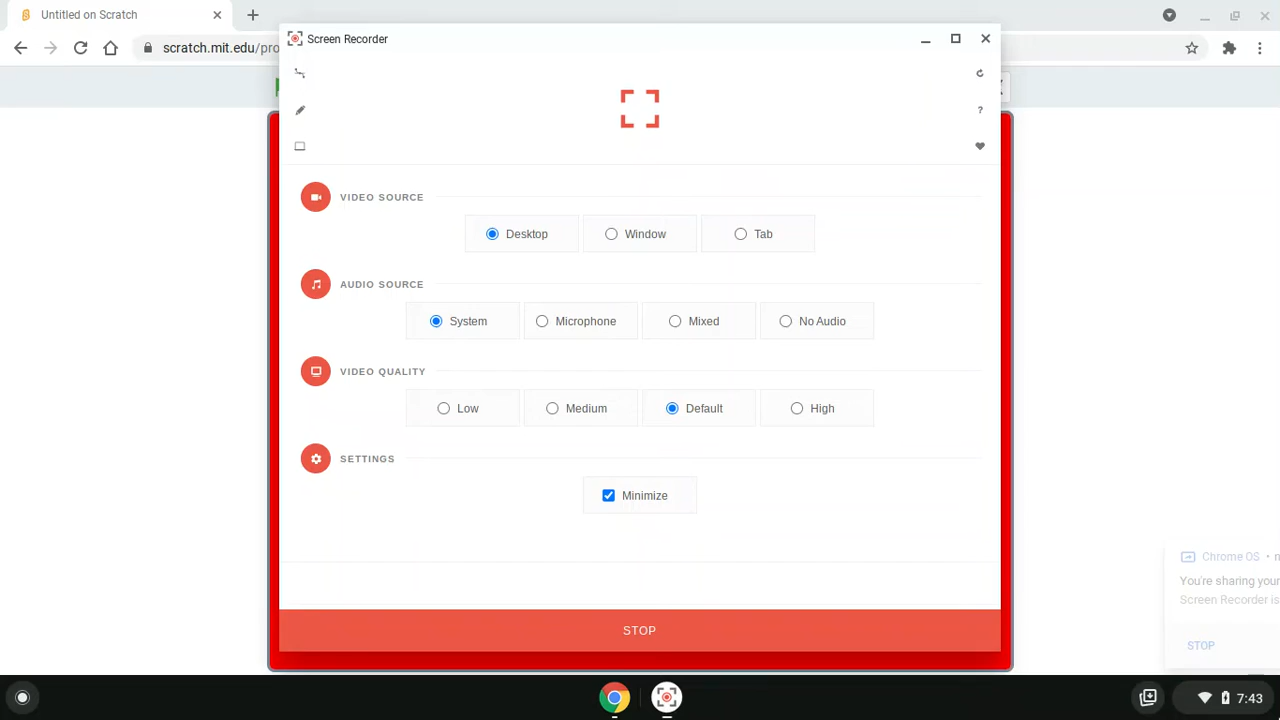 Untitled on Scratch
scratch.mit.edu/pro
Screen Recorder
?
VIDEO SOURCE
Desktop
Window
Tab
AUDIO SOURCE
System
Microphone
Mixed
No Audio
VIDEO QUALITY
Low
Medium
Default
High
SETTINGS
Minimize
Chrome OS • n
You're sharing your
Screen Recorder is
STOP
STOP
7:43